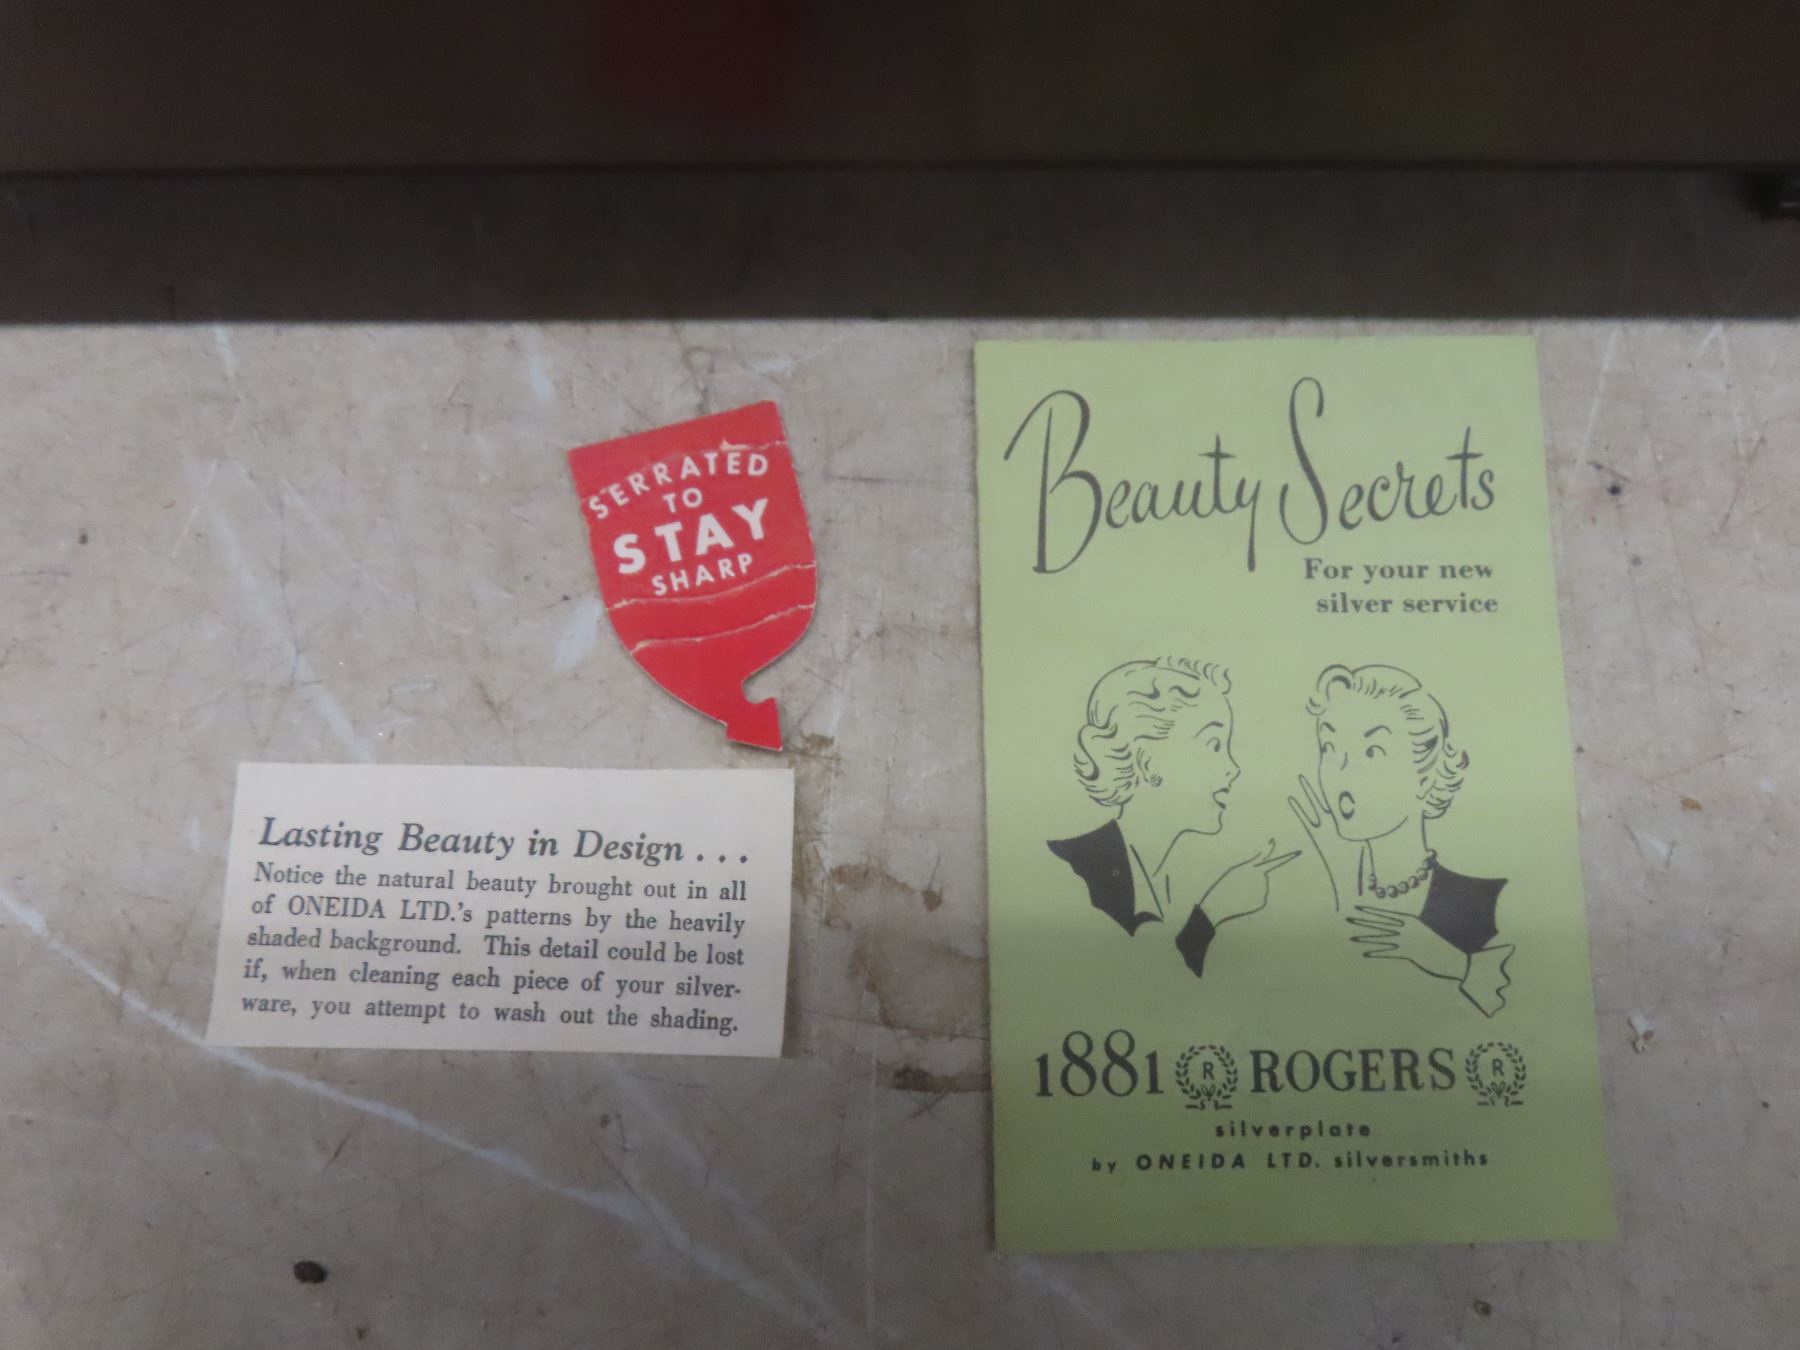 SERRATED
TO
STAY
SHARP
Lasting Beauty in Design . . .
Notice the natural beauty brought out in all
of ONEIDA LTD.'s patterns by the heavily
shaded background. This detail could be lost
if, when cleaning each piece of your silver-
ware, you attempt to wash out the shading.
Beauty Secrets
For your new
silver service
1881 R ROGERS R
silverplate
by ONEIDA LTD. silversmiths